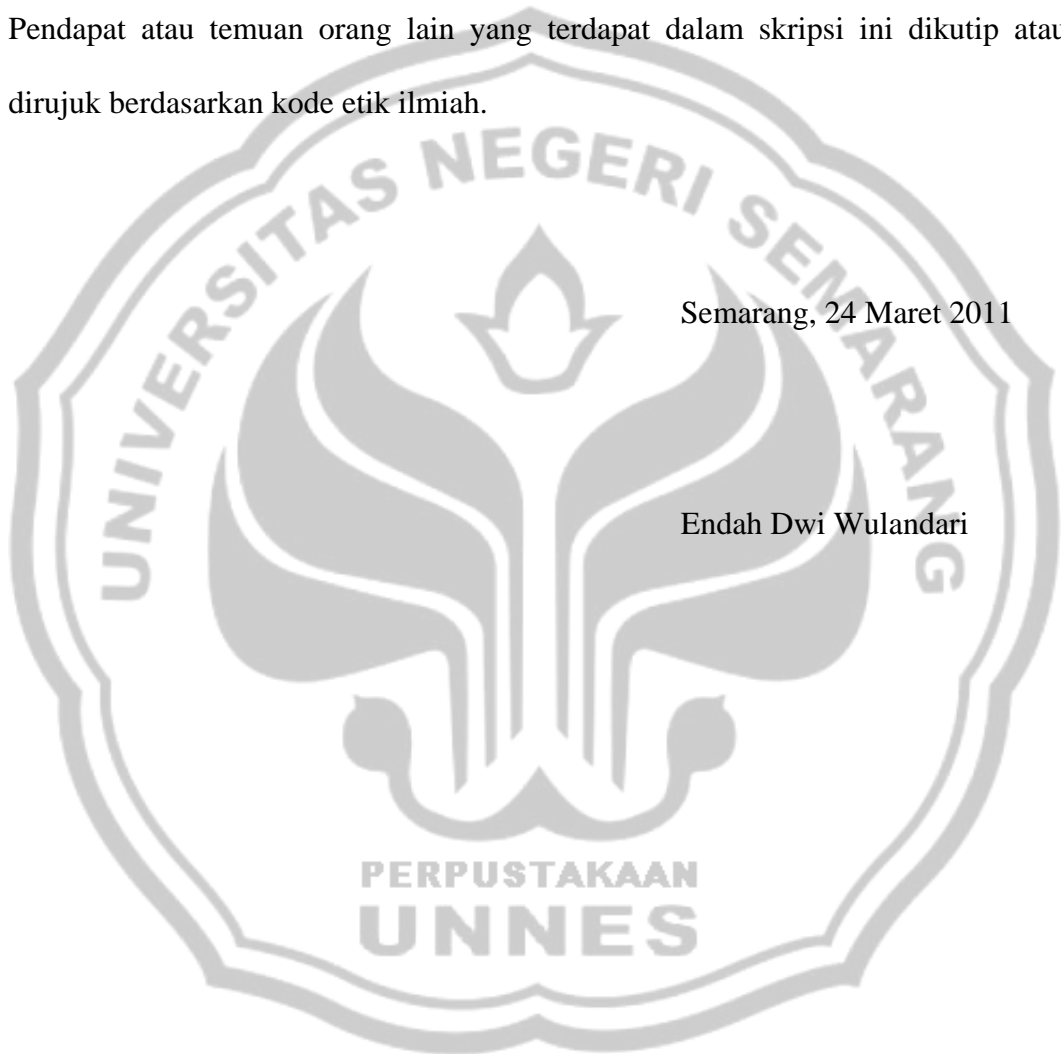 Pendapat atau temuan orang lain yang terdapat dalam skripsi ini dikutip atau
dirujuk berdasarkan kode etik ilmiah.
UNIVERSITAS NEGERI SEMARANG
Semarang, 24 Maret 2011
Endah Dwi Wulandari
PERPUSTAKAAN
UNNES